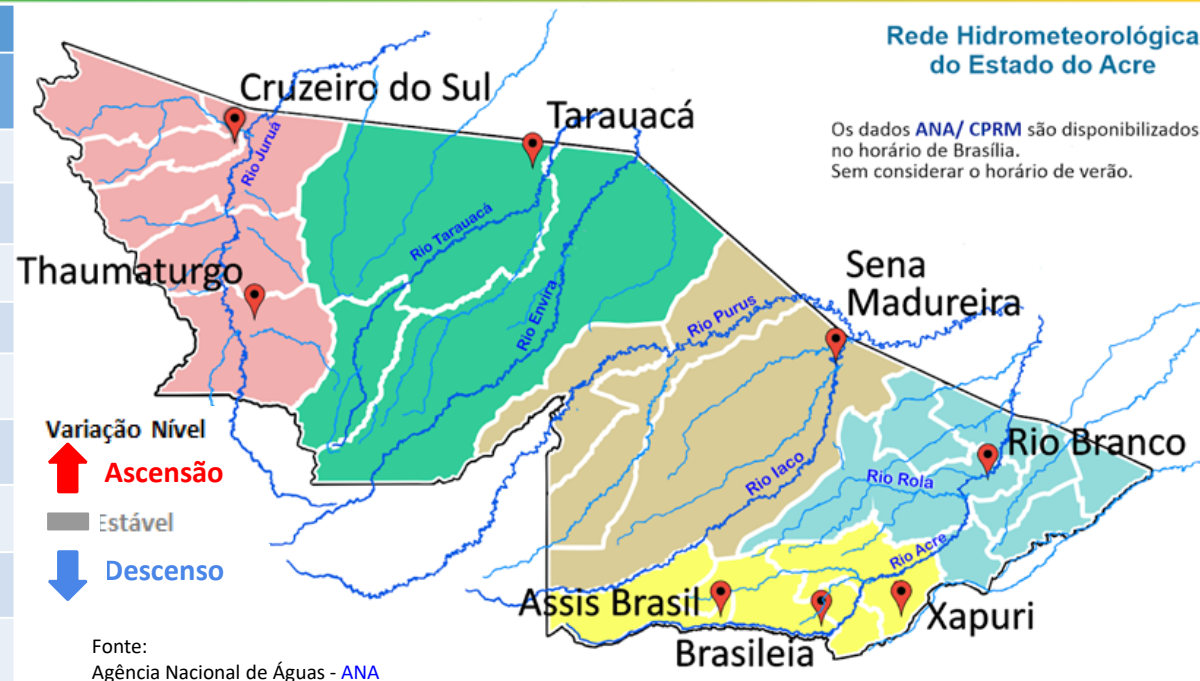 Rede Hidrometeorológica
do Estado do Acre
Os dados ANA/ CPRM são disponibilizados
no horário de Brasília.
Sem considerar o horário de verão.
Cruzeiro do Sul
Tarauacá
Rio Juruá
Rio Tarauacá
Thaumaturgo
Rio Envira
Sena
Madureira
Rio Purus
Variação Nível
Ascensão
Estável
Descenso
Rio Branco
Rio Iaco
Rio Rola
Rio Acre
Assis Brasil
Xapuri
Brasileia
Fonte:
Agência Nacional de Águas - ANA